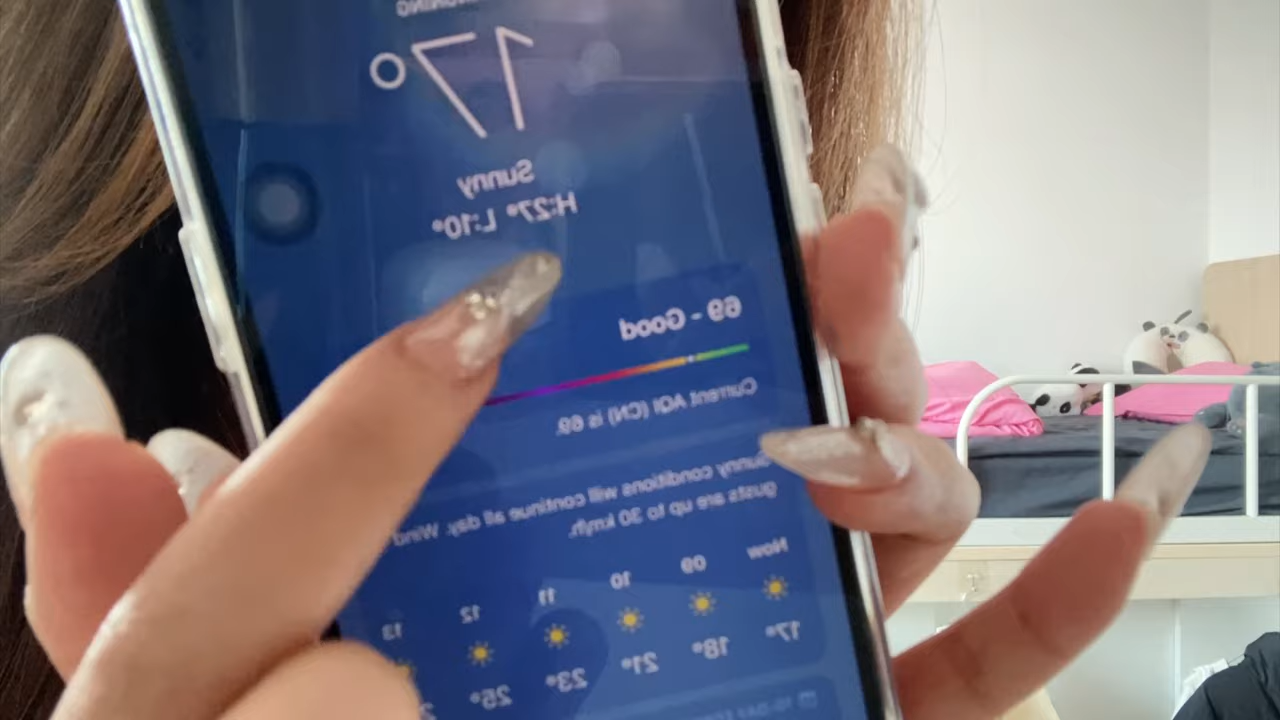 17°
Sunny
H:27° L:10°
69 - Good
Current AQI (CN) is 69.
Sunny conditions will continue all day. Wind
gusts are up to 30 km/h.
Now 09 10 11 12 13
17° 18° 21° 23° 25°